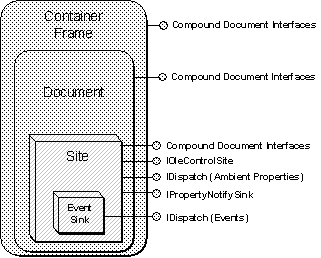 Container
Frame
Compound Document Interfaces
Document
Compound Document Interfaces
Site
Compound Document Interfaces
IOleControlSite
IDispatch (Ambient Properties)
IPropertyNotifySink
Event
Sink
IDispatch (Events)